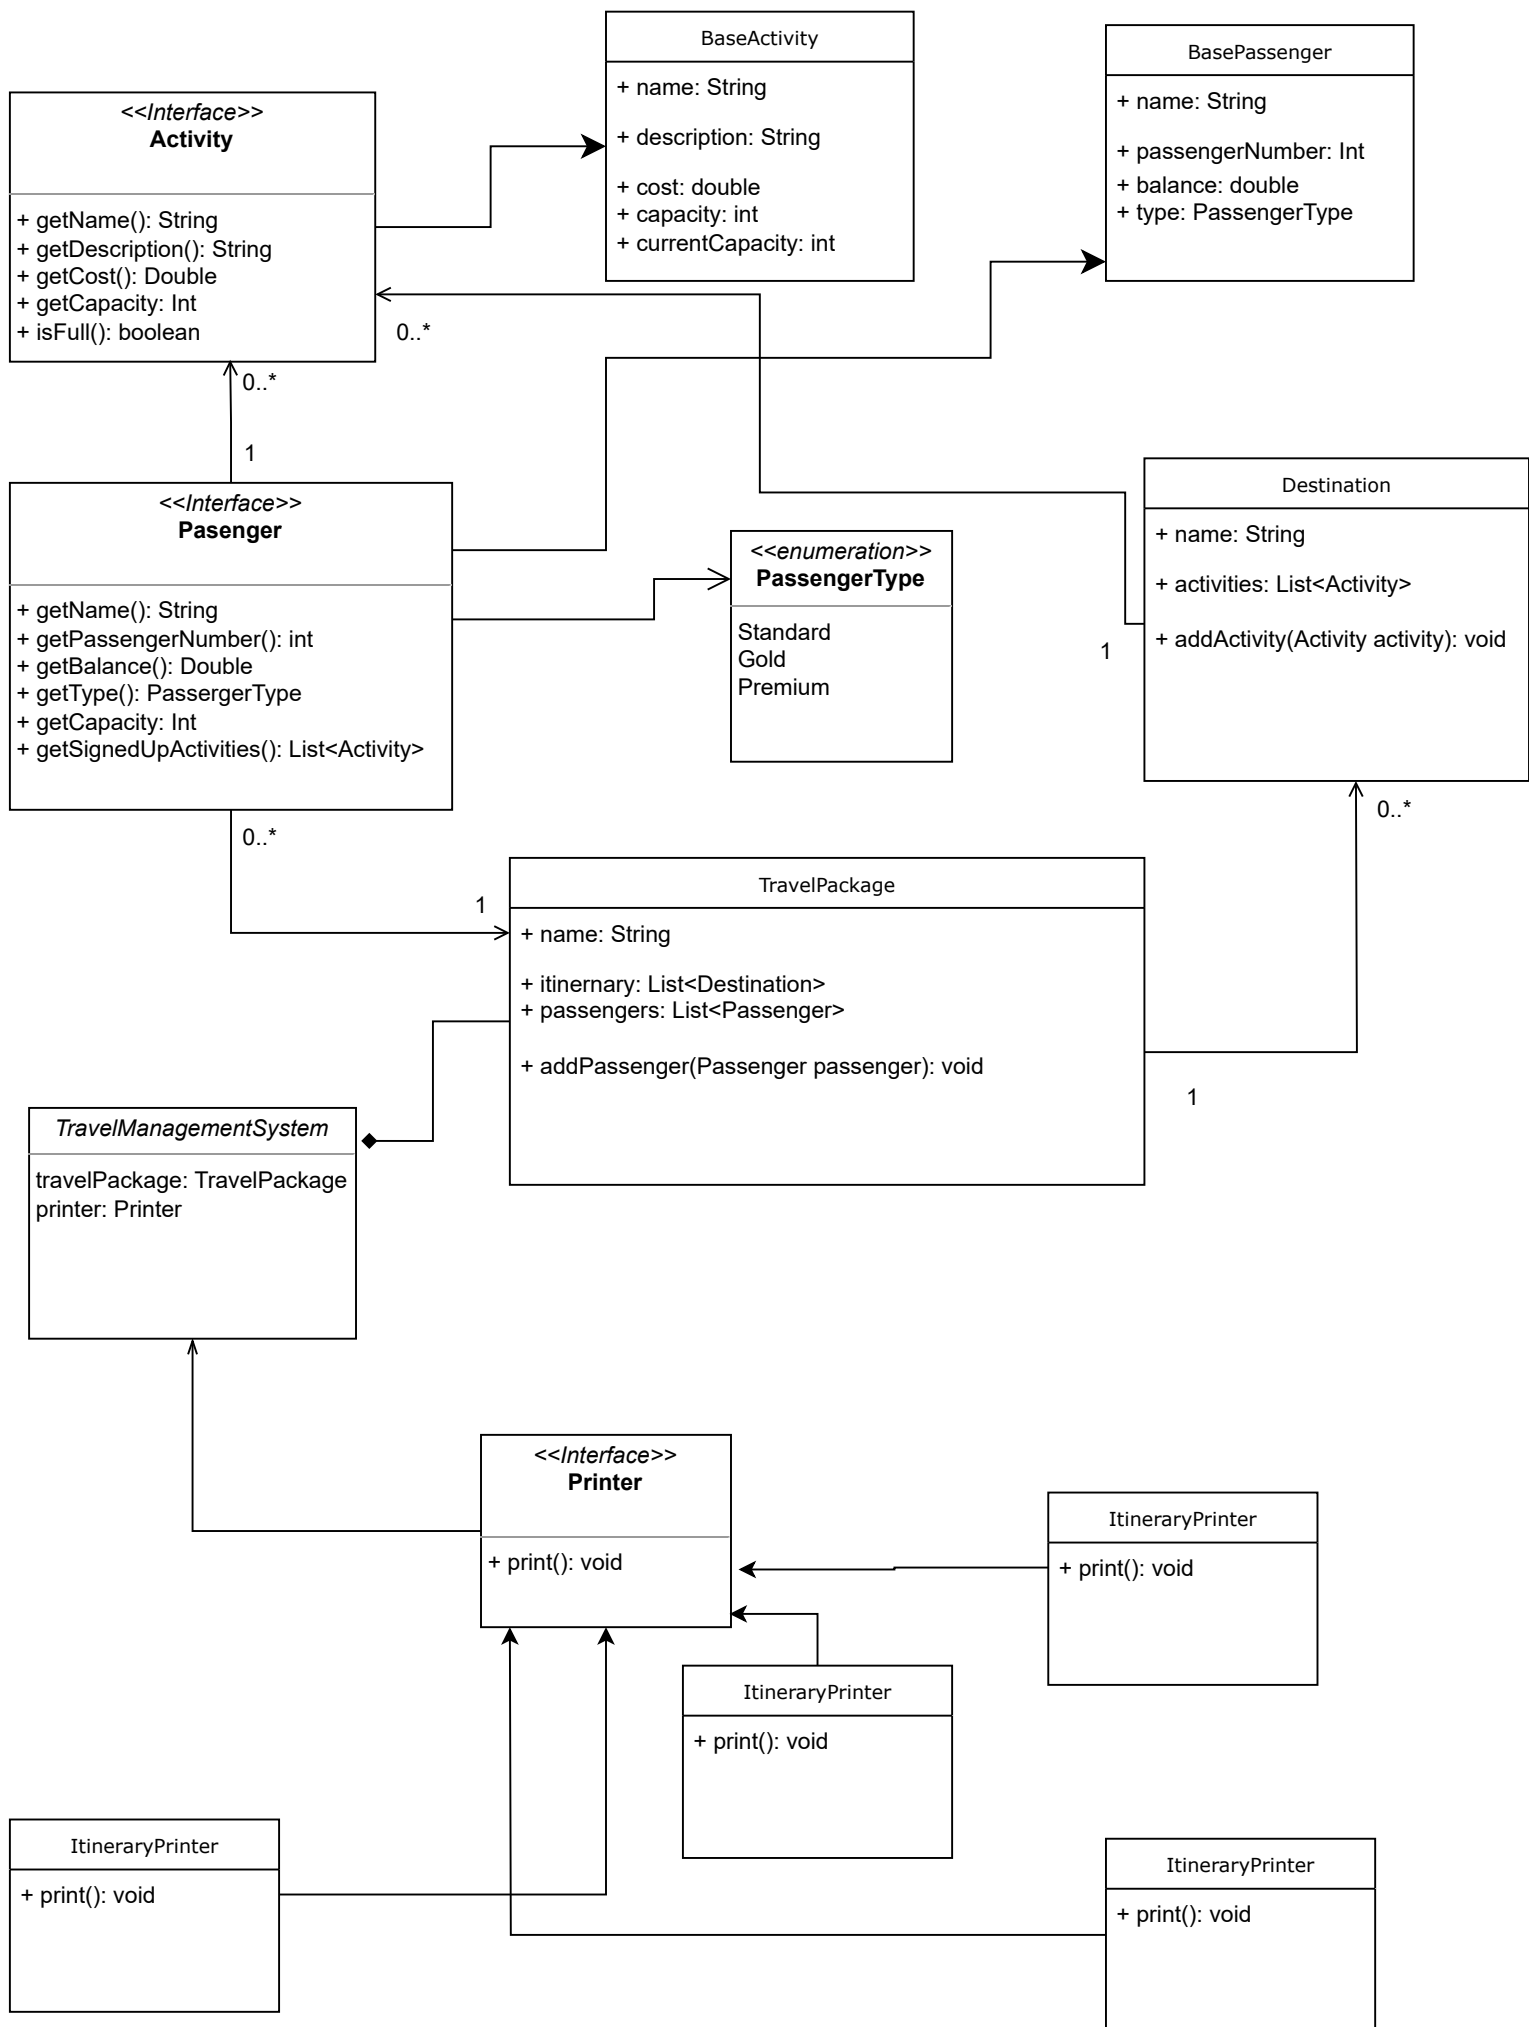 BaseActivity
+ name: String
+ description: String
+ cost: double
+ capacity: int
+ currentCapacity: int
BasePassenger
+ name: String
+ passengerNumber: Int
+ balance: double
+ type: PassengerType
<<Interface>>
Activity
+ getName(): String
+ getDescription(): String
+ getCost(): Double
+ getCapacity: Int
+ isFull(): boolean
0..*
0..*
1
<<Interface>>
Pasenger
+ getName(): String
+ getPassengerNumber(): int
+ getBalance(): Double
+ getType(): PassergerType
+ getCapacity: Int
+ getSignedUpActivities(): List<Activity>
<<enumeration>>
PassengerType
Standard
Gold
Premium
Destination
+ name: String
+ activities: List<Activity>
+ addActivity(Activity activity): void
1
0..*
0..*
1
TravelPackage
+ name: String
+ itinernary: List<Destination>
+ passengers: List<Passenger>
+ addPassenger(Passenger passenger): void
1
TravelManagementSystem
travelPackage: TravelPackage
printer: Printer
<<Interface>>
Printer
+ print(): void
ItineraryPrinter
+ print(): void
ItineraryPrinter
+ print(): void
ItineraryPrinter
+ print(): void
ItineraryPrinter
+ print(): void